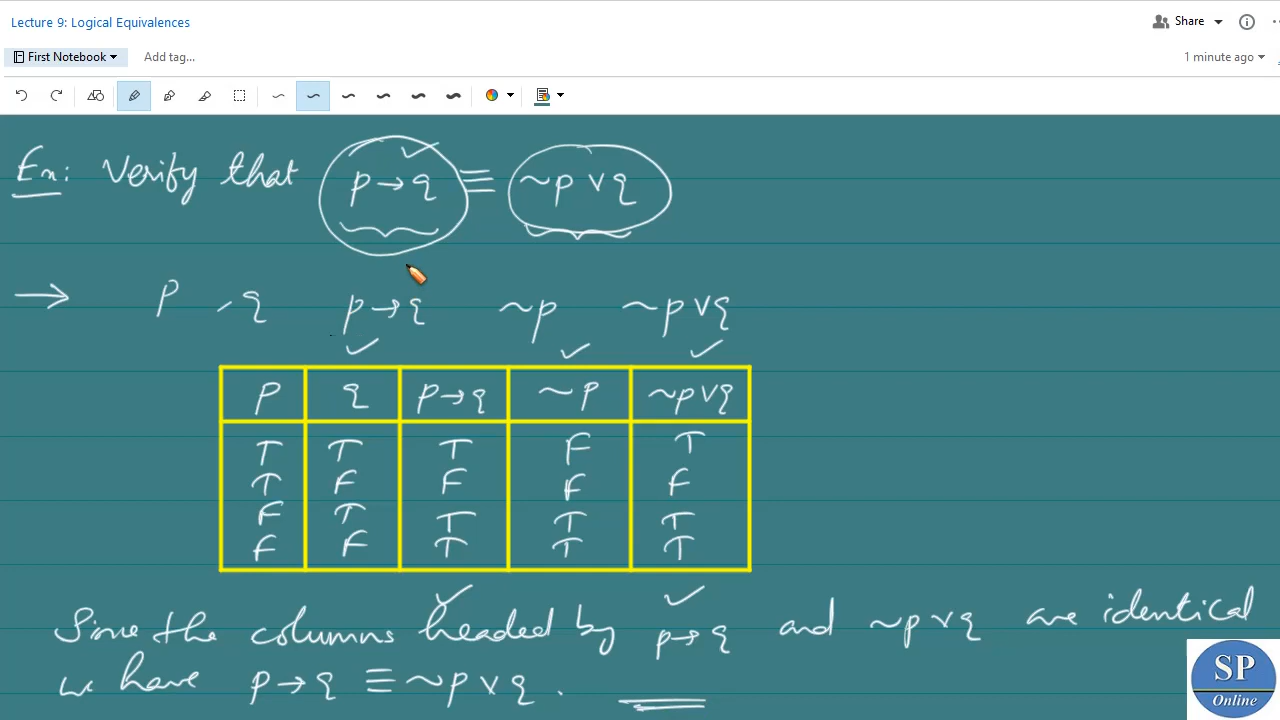 Lecture 9: Logical Equivalences
Share
First Notebook Add tag... 1 minute ago
Ex: Verify that p→q ≡ ~p∨q
→ p , q p→q ~p ~p∨q
p q p→q ~p ~p∨q
T T T F T
T F F F F
F T T T T
F F T T T
Since the columns headed by p→q and ~p∨q are identical
we have p→q ≡ ~p∨q.
SP
Online